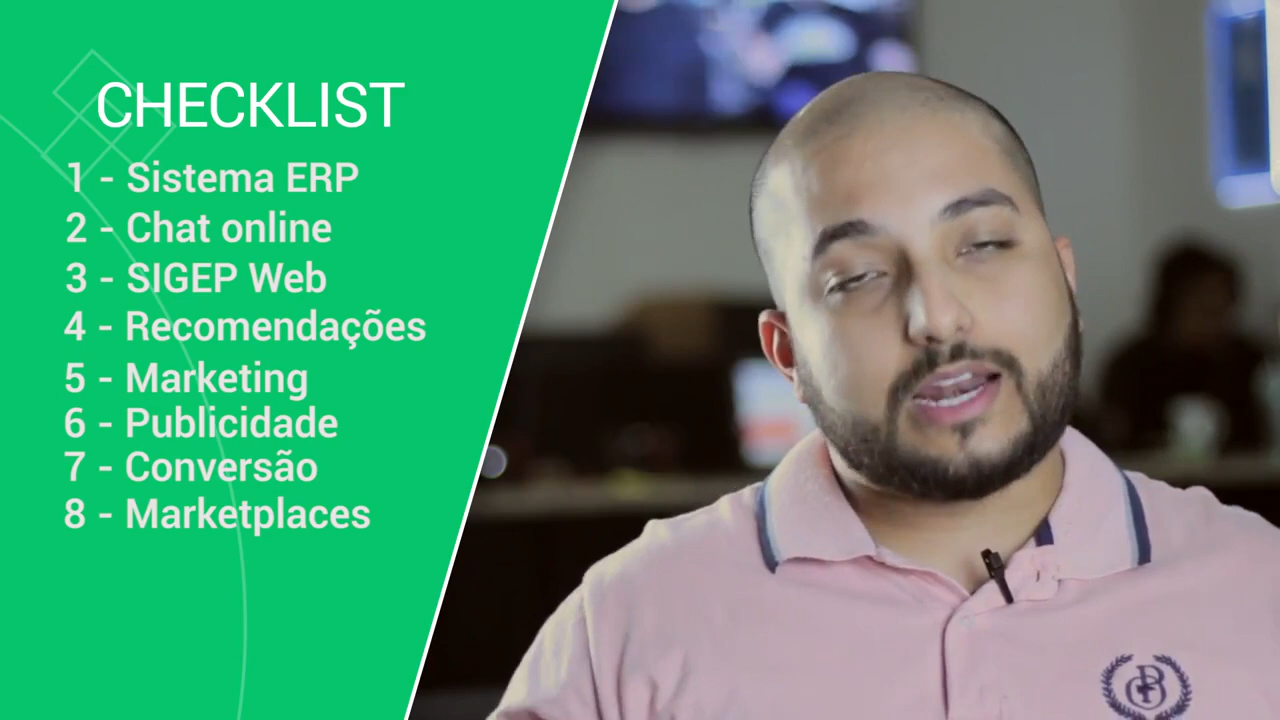 CHECKLIST
1 - Sistema ERP
2 - Chat online
3 - SIGEP Web
4 - Recomendações
5 - Marketing
6 - Publicidade
7 - Conversão
8 - Marketplaces